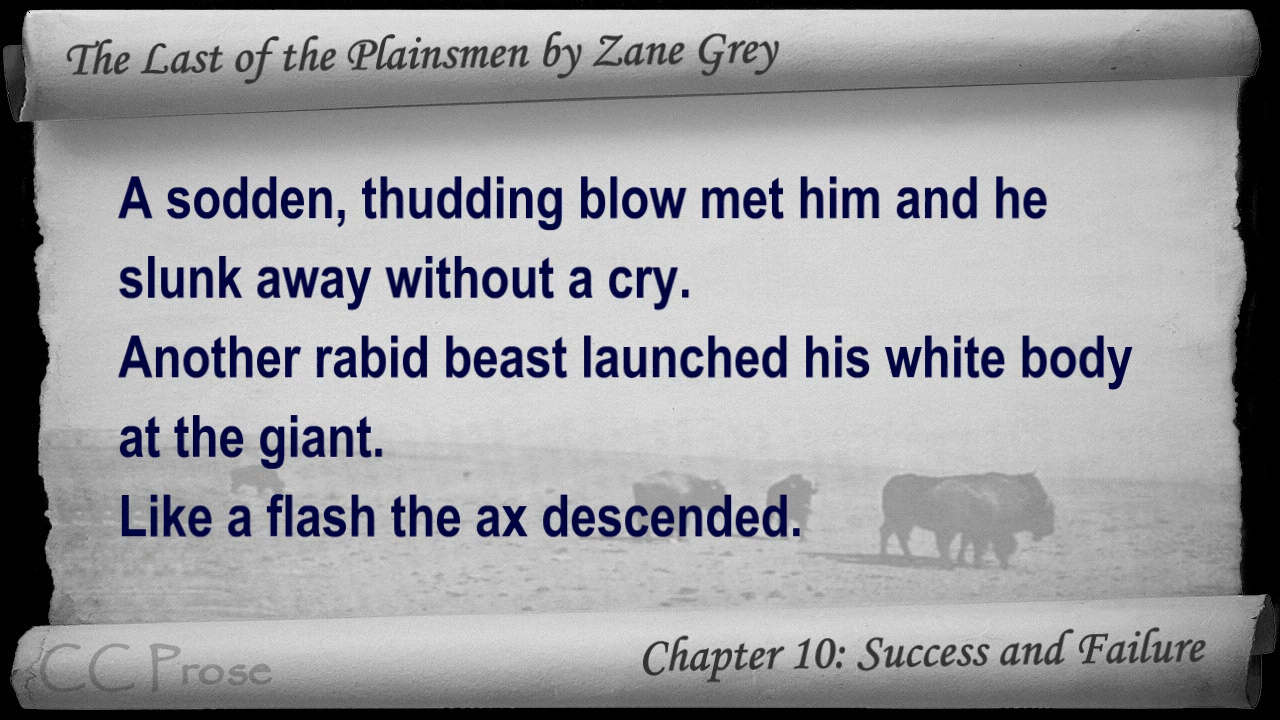 The Last of the Plainsmen by Zane Grey
A sodden, thudding blow met him and he
slunk away without a cry.
Another rabid beast launched his white body
at the giant.
Like a flash the ax descended.
CC Prose
Chapter 10: Success and Failure